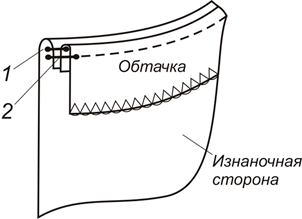 1
2
Обтачка
Изнаночная
сторона